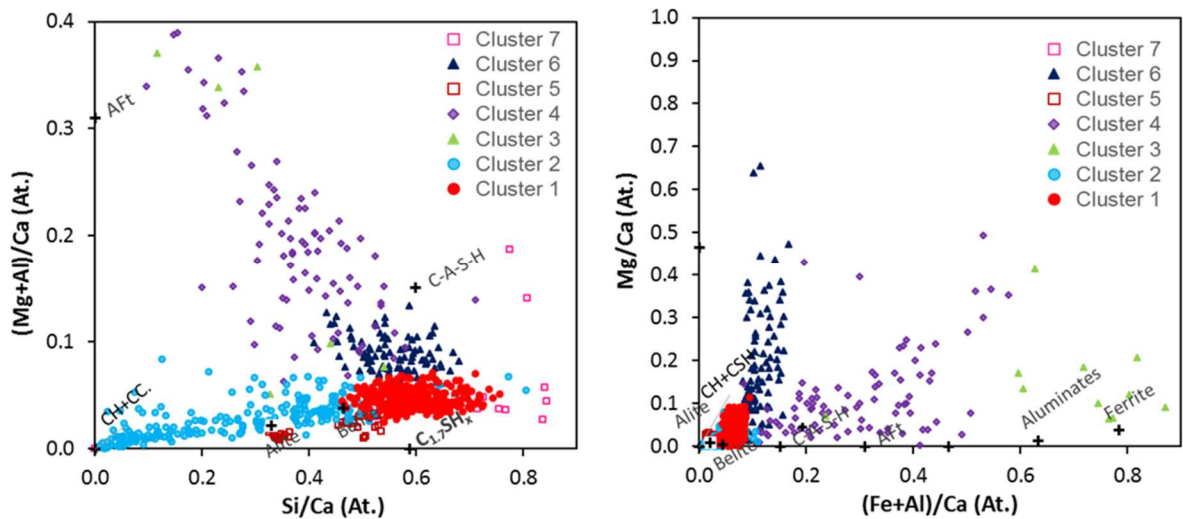 0.4
0.3
0.2
0.1
0.0
(Mg+Al)/Ca (At.)
AFt
CH+CC.
Alite
Belite
C1.7SHx
C-A-S-H
Cluster 7
Cluster 6
Cluster 5
Cluster 4
Cluster 3
Cluster 2
Cluster 1
0.0 0.2 0.4 0.6 0.8
Si/Ca (At.)
1.0
0.9
0.8
0.7
0.6
0.5
0.4
0.3
0.2
0.1
0.0
Mg/Ca (At.)
Cluster 7
Cluster 6
Cluster 5
Cluster 4
Cluster 3
Cluster 2
Cluster 1
CH+CSH
Alite
Belite
C-A-S-H
AFt
Aluminates
Ferrite
0.0 0.2 0.4 0.6 0.8
(Fe+Al)/Ca (At.)